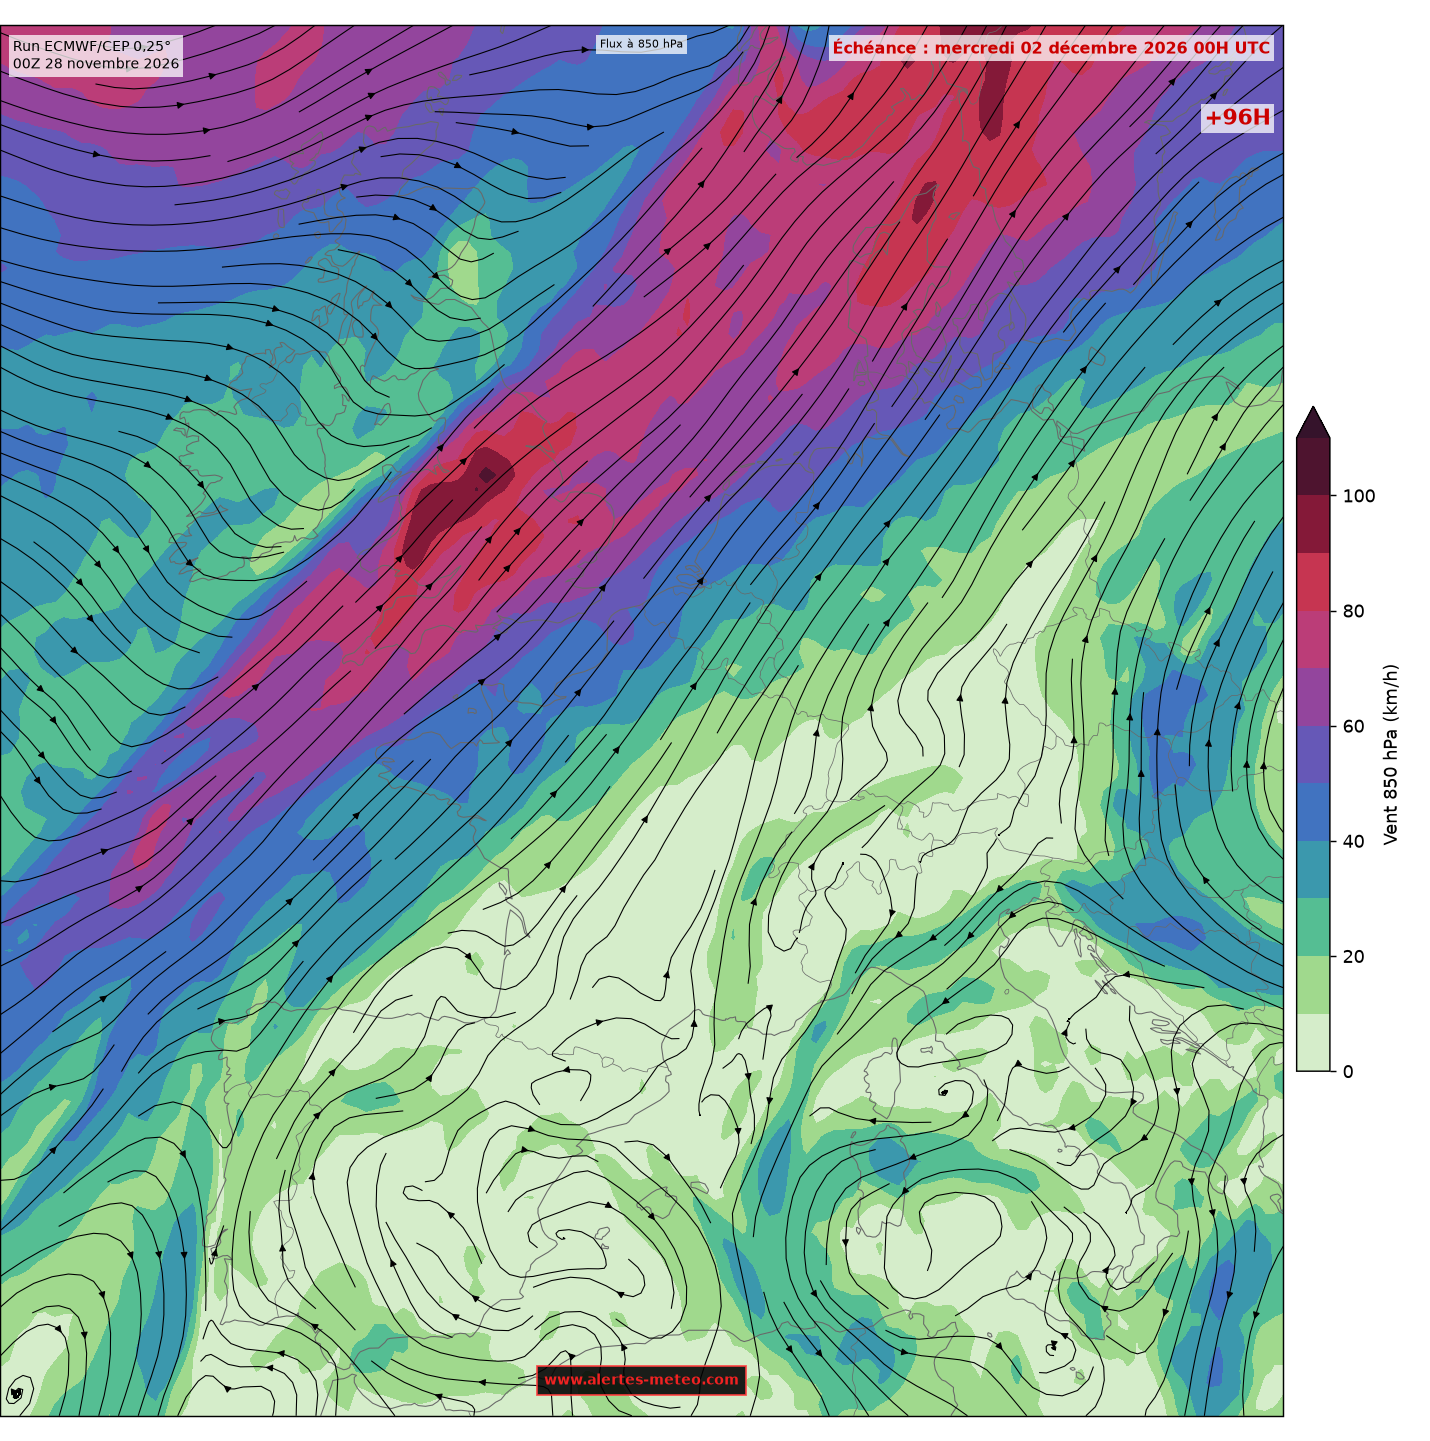 Run ECMWF/CEP 0,25°
00Z 28 novembre 2026
Flux à 850 hPa
Échéance : mercredi 02 décembre 2026 00H UTC
+96H
100
80
60
40
20
0
Vent 850 hPa (km/h)
www.alertes-meteo.com